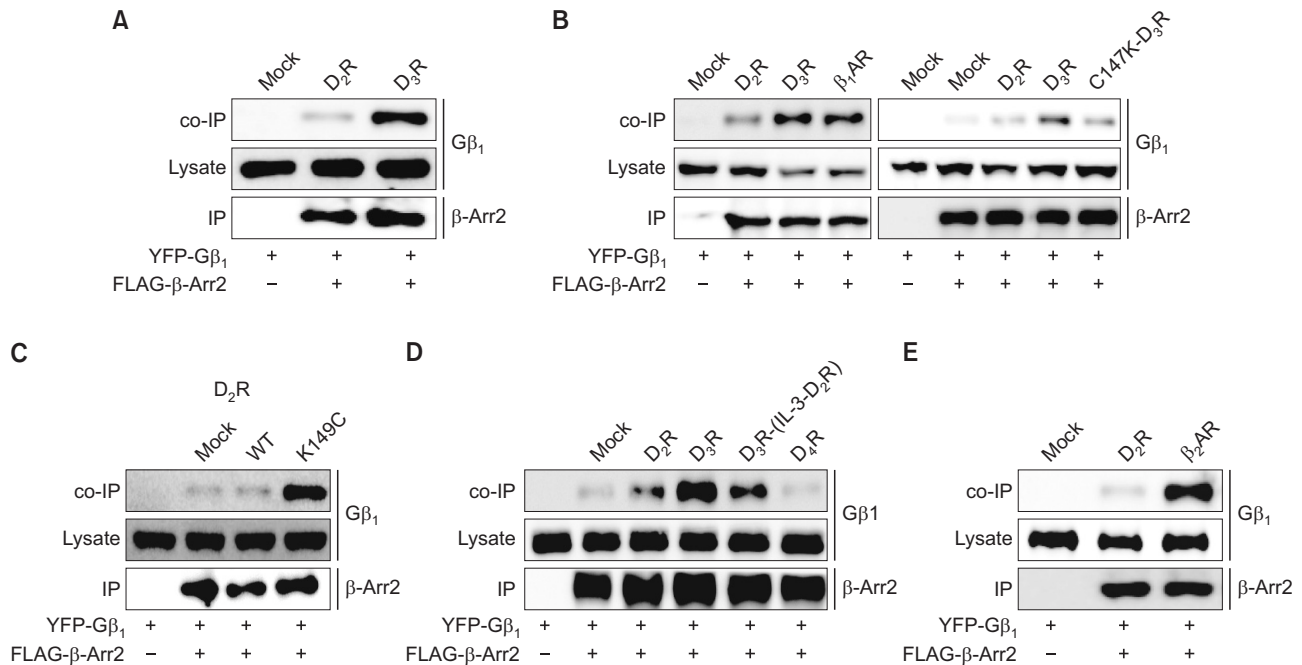 A
Mock D₂R D₃R
co-IP
Gβ₁
Lysate
IP β-Arr2
YFP-Gβ₁ + + +
FLAG-β-Arr2 – + +
B
Mock D₂R D₃R β₁AR Mock Mock D₂R D₃R C147K-D₃R
co-IP
Gβ₁
Lysate
IP β-Arr2
YFP-Gβ₁ + + + + + + + + +
FLAG-β-Arr2 – + + + – + + + +
C
D₂R
Mock WT K149C
co-IP
Gβ₁
Lysate
IP β-Arr2
YFP-Gβ₁ + + + +
FLAG-β-Arr2 – + + +
D
Mock D₂R D₃R D₃R-(IL-3-D₂R) D₄R
co-IP
Gβ1
Lysate
IP β-Arr2
YFP-Gβ₁ + + + + + +
FLAG-β-Arr2 – + + + + +
E
Mock D₂R β₂AR
co-IP
Gβ₁
Lysate
IP β-Arr2
YFP-Gβ₁ + + +
FLAG-β-Arr2 – + +